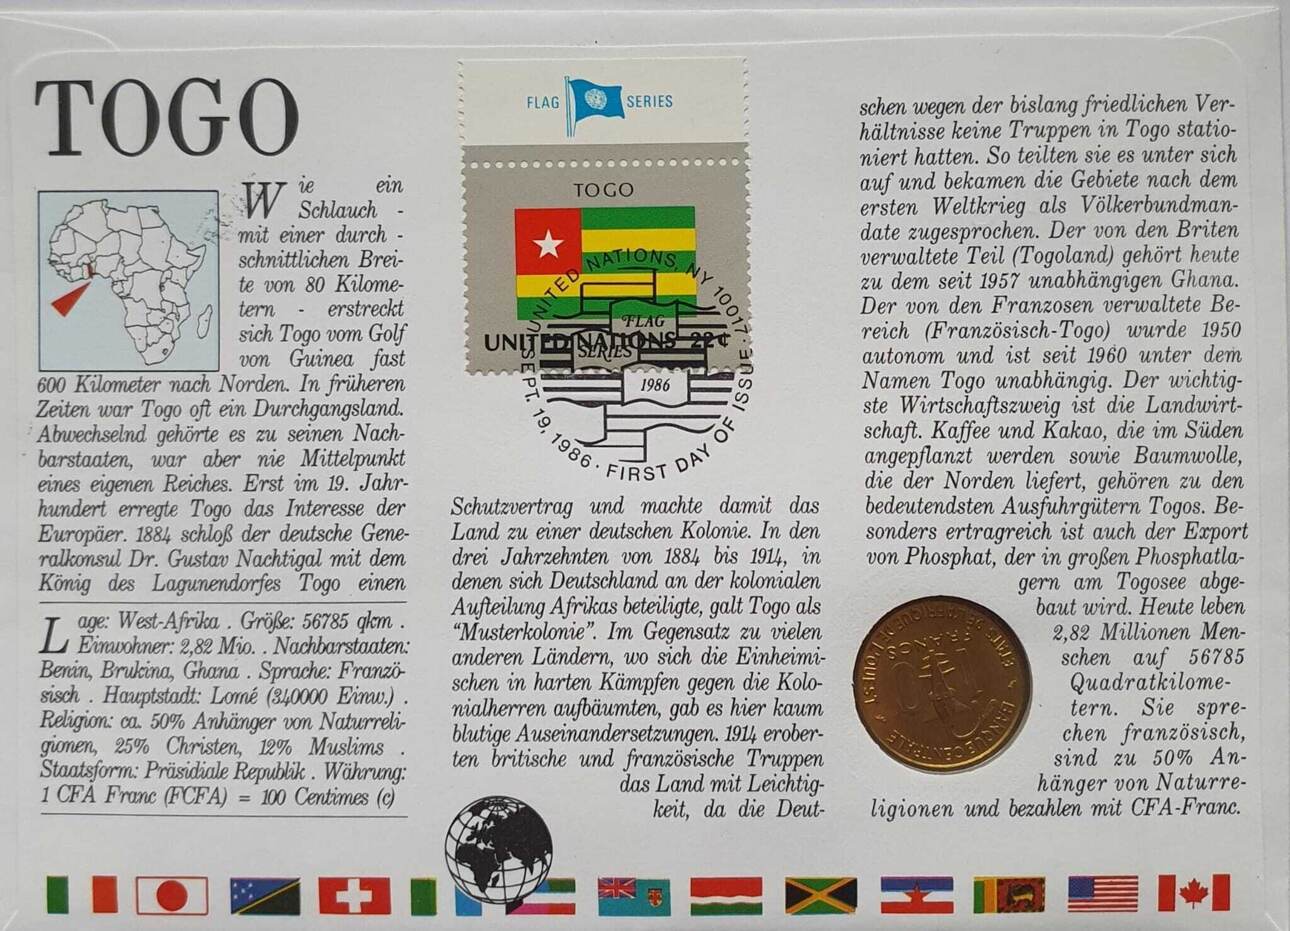 TOGO
Wie ein
Schlauch -
mit einer durch -
schnittlichen Brei-
te von 80 Kilome-
tern - erstreckt
sich Togo vom Golf
von Guinea fast
600 Kilometer nach Norden. In früheren
Zeiten war Togo oft ein Durchgangsland.
Abwechselnd gehörte es zu seinen Nach-
barstaaten, war aber nie Mittelpunkt
eines eigenen Reiches. Erst im 19. Jahr-
hundert erregte Togo das Interesse der
Europäer. 1884 schloß der deutsche Gene-
ralkonsul Dr. Gustav Nachtigal mit dem
König des Lagunendorfes Togo einen
Lage: West-Afrika . Größe: 56785 qkm .
Einwohner: 2,82 Mio. . Nachbarstaaten:
Benin, Brukina, Ghana . Sprache: Franzö-
sisch . Hauptstadt: Lomé (340000 Einw.) .
Religion: ca. 50% Anhänger von Naturreli-
gionen, 25% Christen, 12% Muslims .
Staatsform: Präsidiale Republik . Währung:
1 CFA Franc (FCFA) = 100 Centimes (c)
FLAG SERIES
TOGO
UNITED NATIONS 22¢
UNITED NATIONS, NY 10017 ·
FLAG
SERIES
1986
SEPT. 19, 1986 · FIRST DAY OF ISSUE ·
Schutzvertrag und machte damit das
Land zu einer deutschen Kolonie. In den
drei Jahrzehnten von 1884 bis 1914, in
denen sich Deutschland an der kolonialen
Aufteilung Afrikas beteiligte, galt Togo als
"Musterkolonie". Im Gegensatz zu vielen
anderen Ländern, wo sich die Einheimi-
schen in harten Kämpfen gegen die Kolo-
nialherren aufbäumten, gab es hier kaum
blutige Auseinandersetzungen. 1914 erober-
ten britische und französische Truppen
das Land mit Leichtig-
keit, da die Deut-
schen wegen der bislang friedlichen Ver-
hältnisse keine Truppen in Togo statio-
niert hatten. So teilten sie es unter sich
auf und bekamen die Gebiete nach dem
ersten Weltkrieg als Völkerbundman-
date zugesprochen. Der von den Briten
verwaltete Teil (Togoland) gehört heute
zu dem seit 1957 unabhängigen Ghana.
Der von den Franzosen verwaltete Be-
reich (Französisch-Togo) wurde 1950
autonom und ist seit 1960 unter dem
Namen Togo unabhängig. Der wichtig-
ste Wirtschaftszweig ist die Landwirt-
schaft. Kaffee und Kakao, die im Süden
angepflanzt werden sowie Baumwolle,
die der Norden liefert, gehören zu den
bedeutendsten Ausfuhrgütern Togos. Be-
sonders ertragreich ist auch der Export
von Phosphat, der in großen Phosphatla-
gern am Togosee abge-
baut wird. Heute leben
2,82 Millionen Men-
schen auf 56785
Quadratkilome-
tern. Sie spre-
chen französisch,
sind zu 50% An-
hänger von Naturre-
ligionen und bezahlen mit CFA-Franc.
BANQUE CENTRALE
ETATS DE L'AFRIQUE DE L'OUEST
10
FRANCS